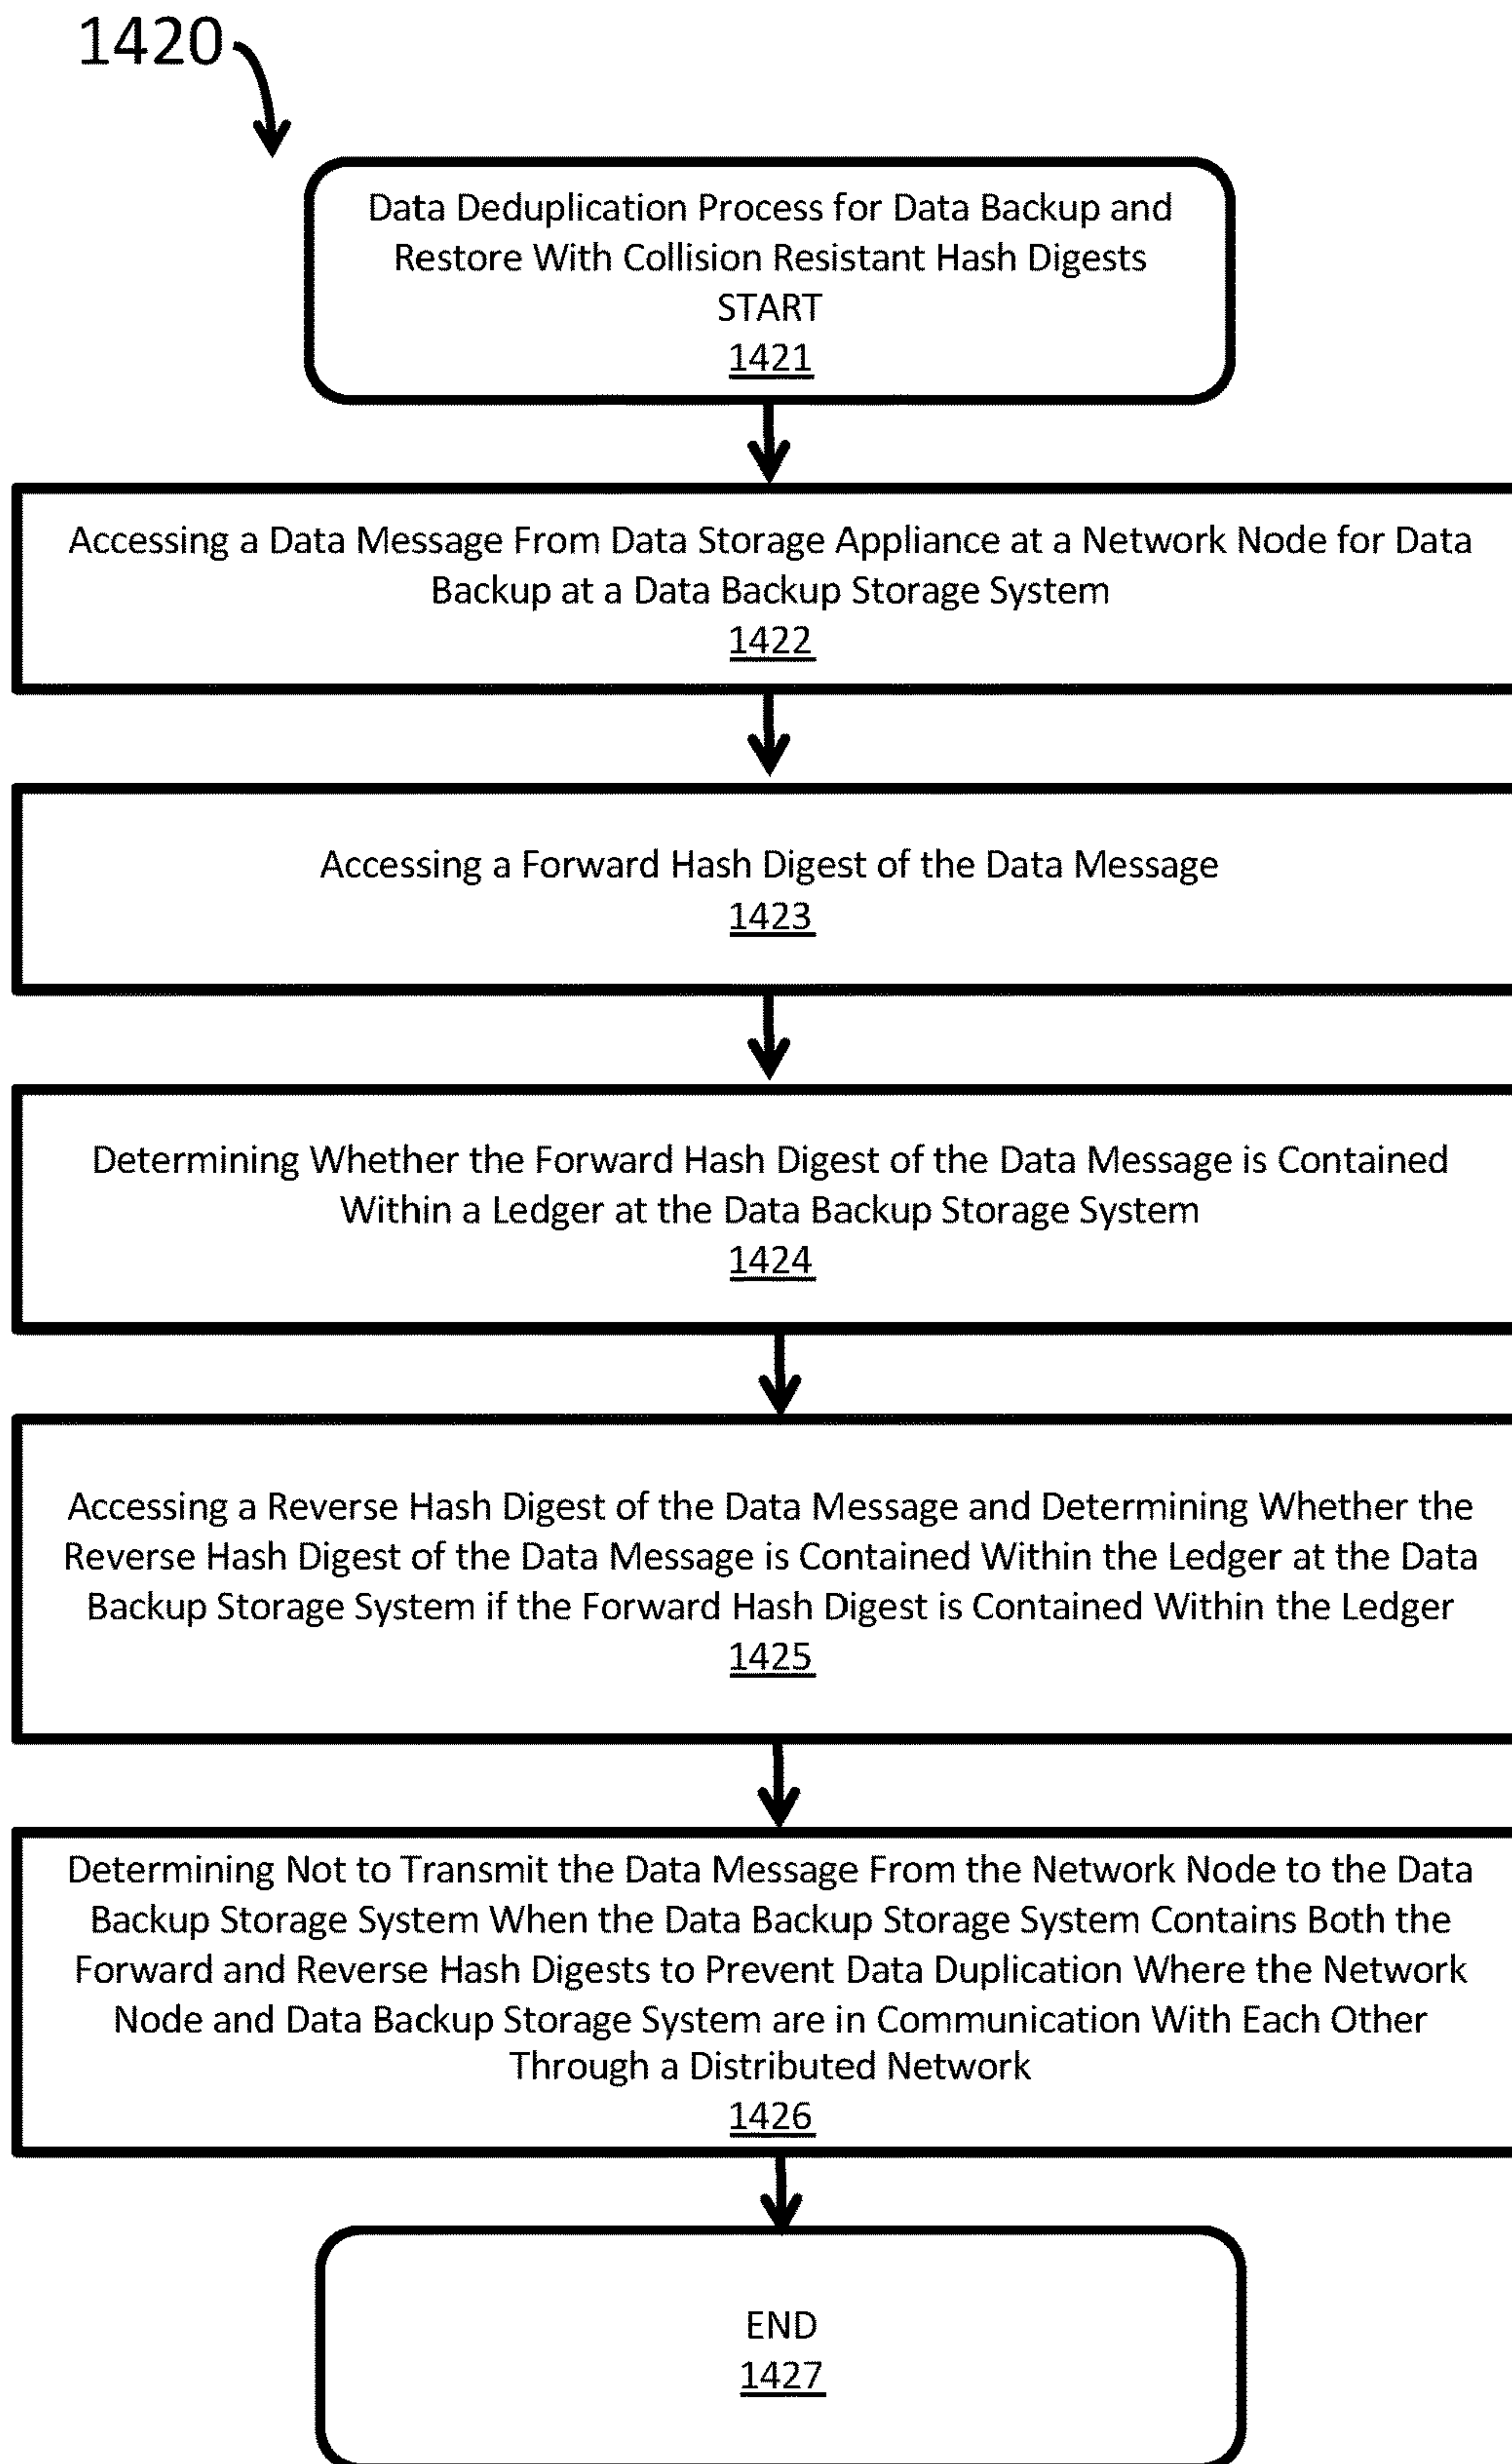 1420
Data Deduplication Process for Data Backup and
Restore With Collision Resistant Hash Digests
START
1421
Accessing a Data Message From Data Storage Appliance at a Network Node for Data
Backup at a Data Backup Storage System
1422
Accessing a Forward Hash Digest of the Data Message
1423
Determining Whether the Forward Hash Digest of the Data Message is Contained
Within a Ledger at the Data Backup Storage System
1424
Accessing a Reverse Hash Digest of the Data Message and Determining Whether the
Reverse Hash Digest of the Data Message is Contained Within the Ledger at the Data
Backup Storage System if the Forward Hash Digest is Contained Within the Ledger
1425
Determining Not to Transmit the Data Message From the Network Node to the Data
Backup Storage System When the Data Backup Storage System Contains Both the
Forward and Reverse Hash Digests to Prevent Data Duplication Where the Network
Node and Data Backup Storage System are in Communication With Each Other
Through a Distributed Network
1426
END
1427